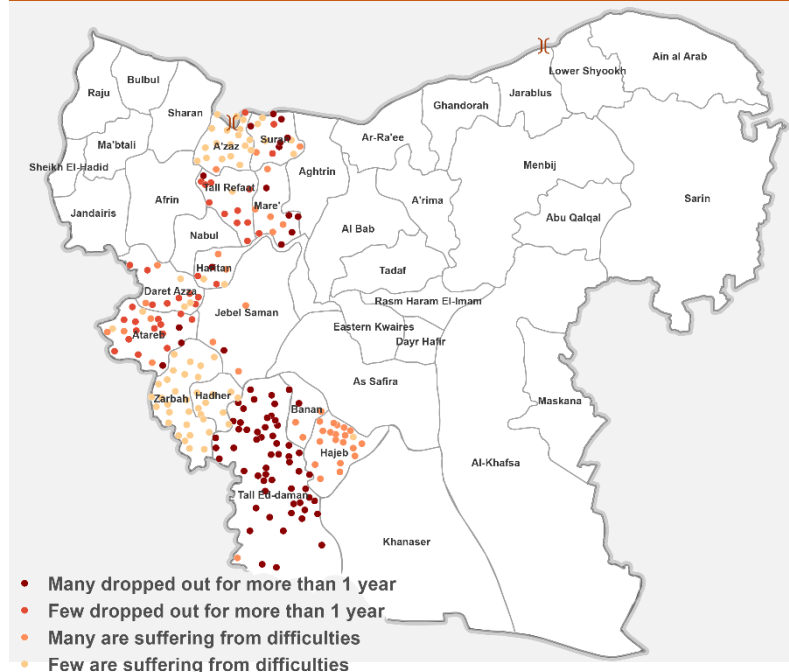 Ain al Arab
Lower Shyookh
Bulbul
Raju
Jarablus
Ghandorah
Sharan
Ar-Ra'ee
Suran
A'zaz
Ma'btali
Menbij
Sheikh El-Hadid
Aghtrin
Tall Refaat
Sarin
Afrin
A'rima
Mare'
Jandairis
Abu Qalqal
Al Bab
Nabul
Haritan
Tadaf
Daret Azza
Rasm Haram El-Imam
Jebel Saman
Eastern Kwaires
Atareb
Dayr Hafir
As Safira
Hadher
Zarbah
Maskana
Banan
Hajeb
Al-Khafsa
Tall Ed-daman
Khanaser
Many dropped out for more than 1 year
Few dropped out for more than 1 year
Many are suffering from difficulties
Few are suffering from difficulties